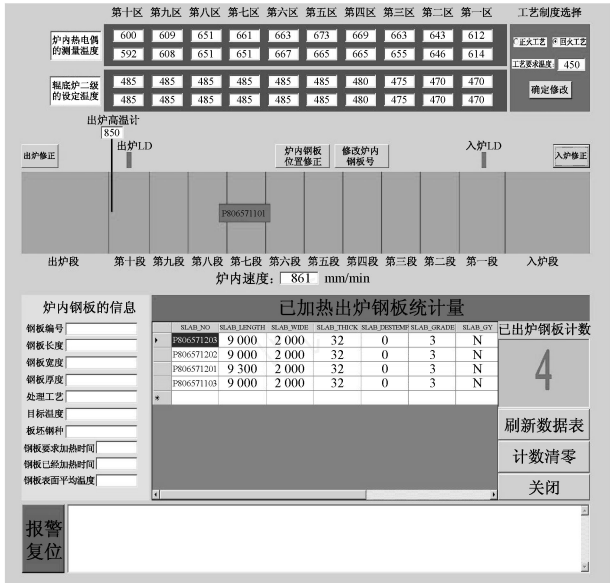 第十区 第九区 第八区 第七区 第六区 第五区 第四区 第三区 第二区 第一区 工艺制度选择
炉内热电偶的测量温度
600 609 651 661 663 673 669 663 643 612
592 608 651 651 667 665 665 655 646 614
正火工艺 回火工艺
工艺要求温度: 450
辊底炉二级的设定温度
485 485 485 485 485 485 480 475 470 470
485 485 485 485 485 485 480 475 470 470
确定修改
出炉高温计
850
出炉LD
入炉LD
出炉修正
炉内钢板位置修正
修改炉内钢板号
入炉修正
P806571101
出炉段 第十段 第九段 第八段 第七段 第六段 第五段 第四段 第三段 第二段 第一段 入炉段
炉内速度: 861 mm/min
炉内钢板的信息
钢板编号
钢板长度
钢板宽度
钢板厚度
处理工艺
目标温度
板坯钢种
钢板要求加热时间
钢板已经加热时间
钢板表面平均温度
已加热出炉钢板统计量
SLAB_NO SLAB_LENGTH SLAB_WIDE SLAB_THICK SLAB_DESTEMP SLAB_GRADE SLAB_GY
P806571203 9 000 2 000 32 0 3 N
P806571202 9 000 2 000 32 0 3 N
P806571201 9 300 2 000 32 0 3 N
P806571103 9 000 2 000 32 0 3 N
已出炉钢板计数
4
刷新数据表
计数清零
关闭
报警
复位